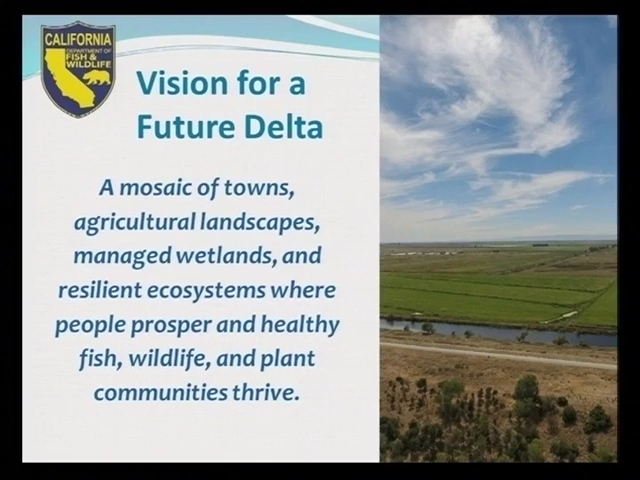 CALIFORNIA
DEPARTMENT OF
FISH &
WILDLIFE
Vision for a
Future Delta
A mosaic of towns,
agricultural landscapes,
managed wetlands, and
resilient ecosystems where
people prosper and healthy
fish, wildlife, and plant
communities thrive.